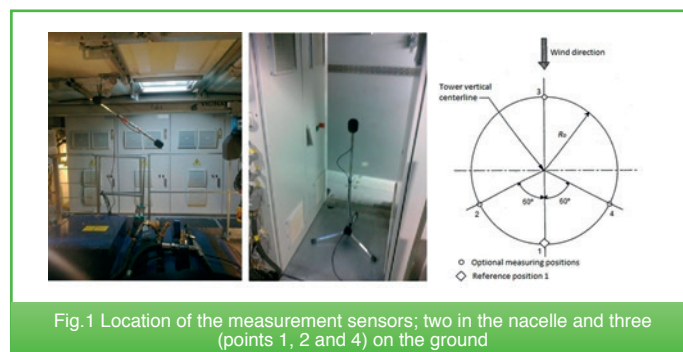 Wind direction
Tower vertical
centerline
3
R₀
60°
60°
2
4
1
Optional measuring positions
Reference position 1
Fig.1 Location of the measurement sensors; two in the nacelle and three
(points 1, 2 and 4) on the ground